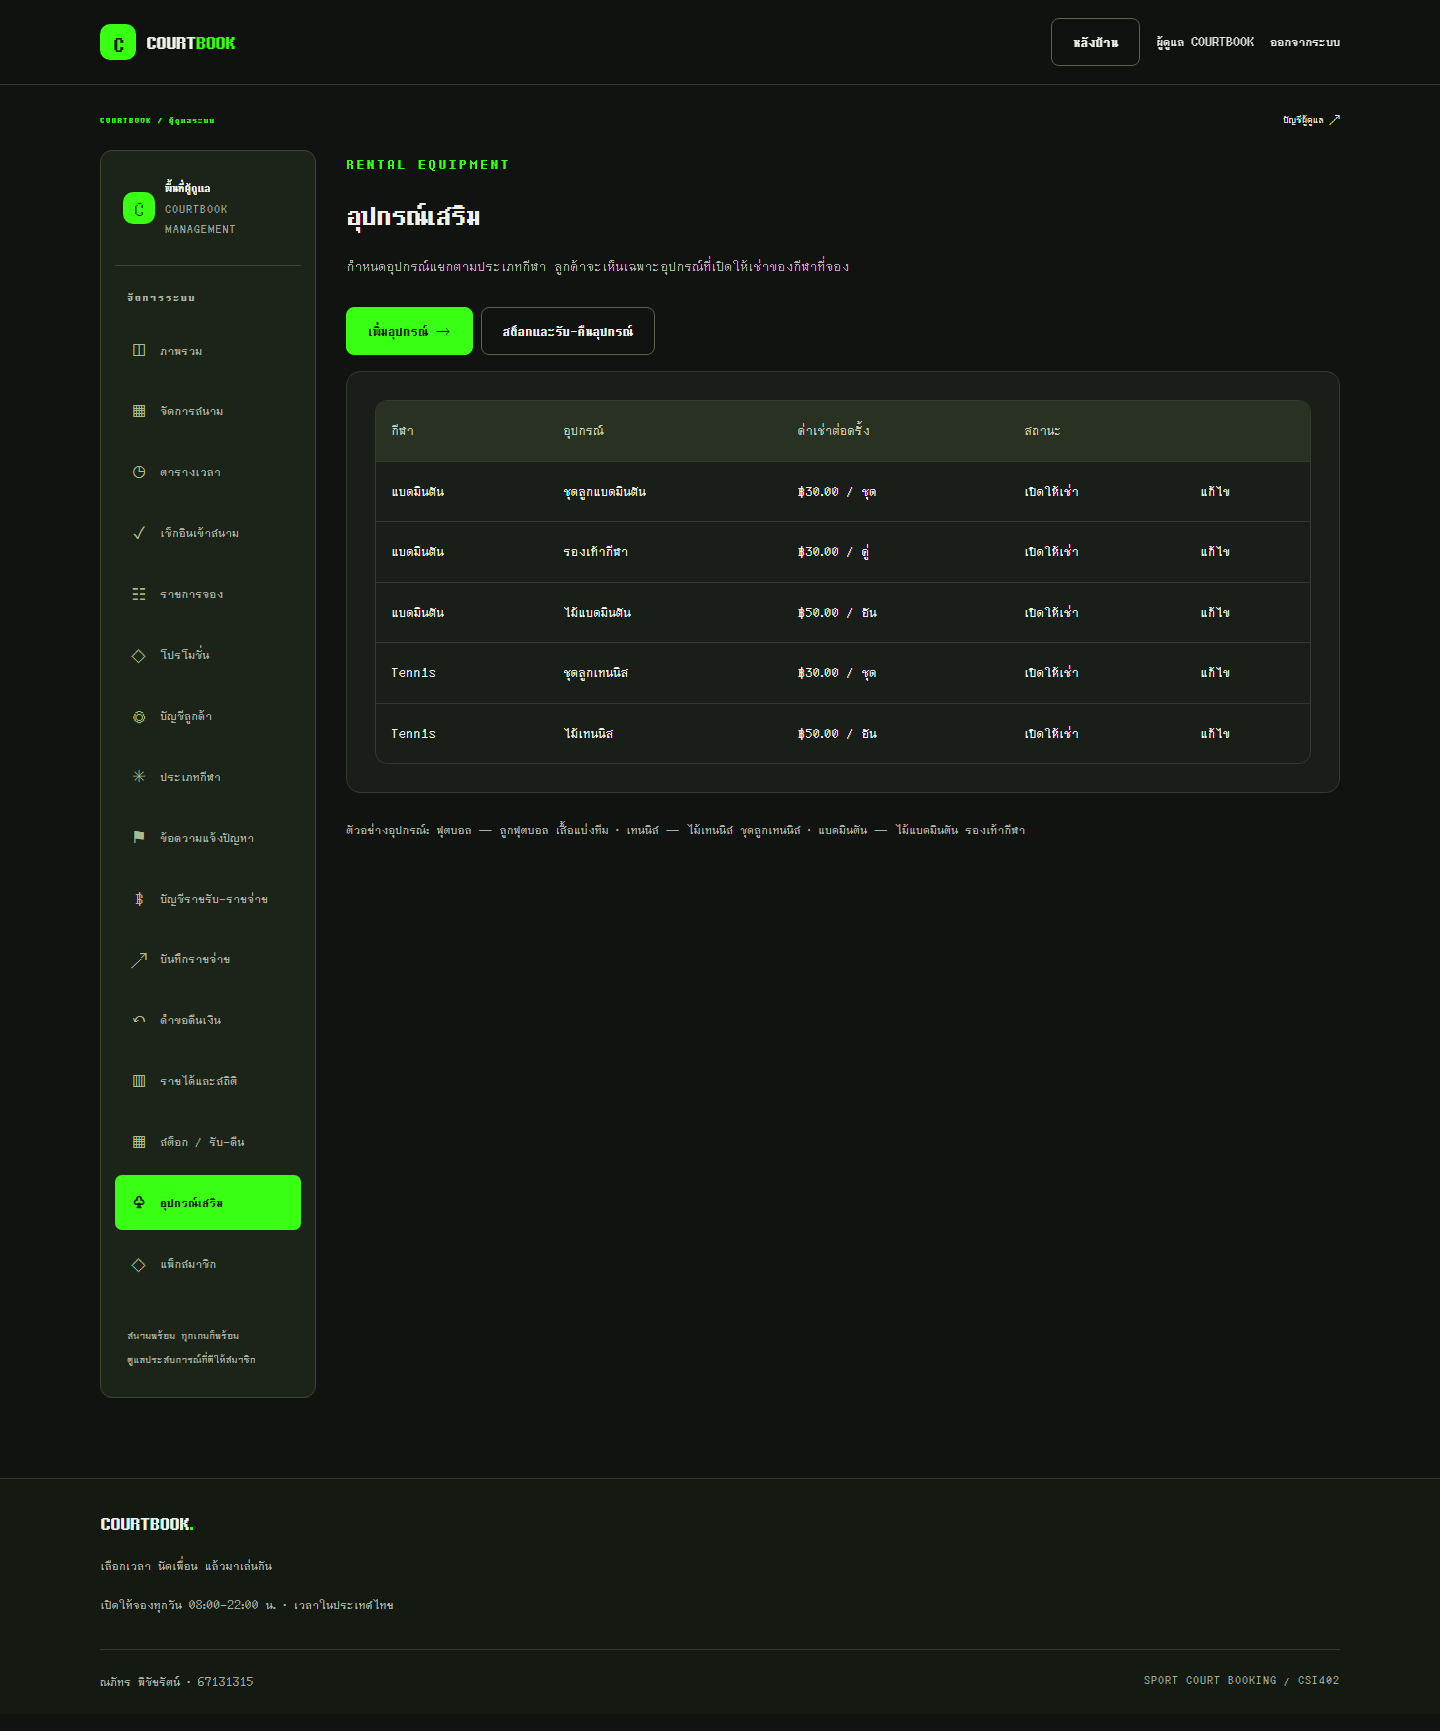 C COURTBOOK
หลังบ้าน ผู้ดูแล COURTBOOK ออกจากระบบ
COURTBOOK / ผู้ดูแลระบบ
บัญชีผู้ดูแล ↗
C พื้นที่ผู้ดูแล
COURTBOOK
MANAGEMENT
จัดการระบบ
ภาพรวม
จัดการสนาม
ตารางเวลา
เช็กอินเข้าสนาม
รายการจอง
โปรโมชั่น
บัญชีลูกค้า
ประเภทกีฬา
ข้อความแจ้งปัญหา
฿ บัญชีรายรับ-รายจ่าย
บันทึกรายจ่าย
คำขอคืนเงิน
รายได้และสถิติ
สต็อก / รับ-คืน
อุปกรณ์เสริม
แพ็กสมาชิก
สนามพร้อม ทุกเกมก็พร้อม
ดูแลประสบการณ์ที่ดีให้สมาชิก
RENTAL EQUIPMENT
อุปกรณ์เสริม
กำหนดอุปกรณ์แยกตามประเภทกีฬา ลูกค้าจะเห็นเฉพาะอุปกรณ์ที่เปิดให้เช่าของกีฬาที่จอง
เพิ่มอุปกรณ์ → สต็อกและรับ-คืนอุปกรณ์
กีฬา อุปกรณ์ ค่าเช่าต่อครั้ง สถานะ
แบดมินตัน ชุดลูกแบดมินตัน ฿30.00 / ชุด เปิดให้เช่า แก้ไข
แบดมินตัน รองเท้ากีฬา ฿30.00 / คู่ เปิดให้เช่า แก้ไข
แบดมินตัน ไม้แบดมินตัน ฿50.00 / อัน เปิดให้เช่า แก้ไข
Tennis ชุดลูกเทนนิส ฿30.00 / ชุด เปิดให้เช่า แก้ไข
Tennis ไม้เทนนิส ฿50.00 / อัน เปิดให้เช่า แก้ไข
ตัวอย่างอุปกรณ์: ฟุตบอล — ลูกฟุตบอล เสื้อแบ่งทีม · เทนนิส — ไม้เทนนิส ชุดลูกเทนนิส · แบดมินตัน — ไม้แบดมินตัน รองเท้ากีฬา
COURTBOOK.
เลือกเวลา นัดเพื่อน แล้วมาเล่นกัน
เปิดให้จองทุกวัน 08:00–22:00 น. · เวลาในประเทศไทย
ณภัทร พิชัยรัตน์ · 67131315
SPORT COURT BOOKING / CSI402